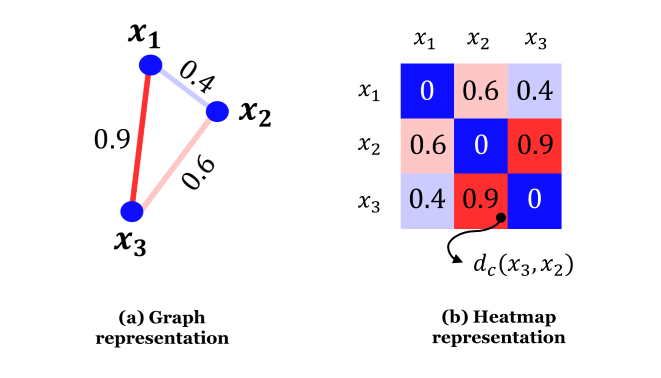 x₁
0.4
x₂
0.9
0.6
x₃
(a) Graph
representation
x₁ x₂ x₃
x₁ 0 0.6 0.4
x₂ 0.6 0 0.9
x₃ 0.4 0.9 0
d_c(x₃, x₂)
(b) Heatmap
representation